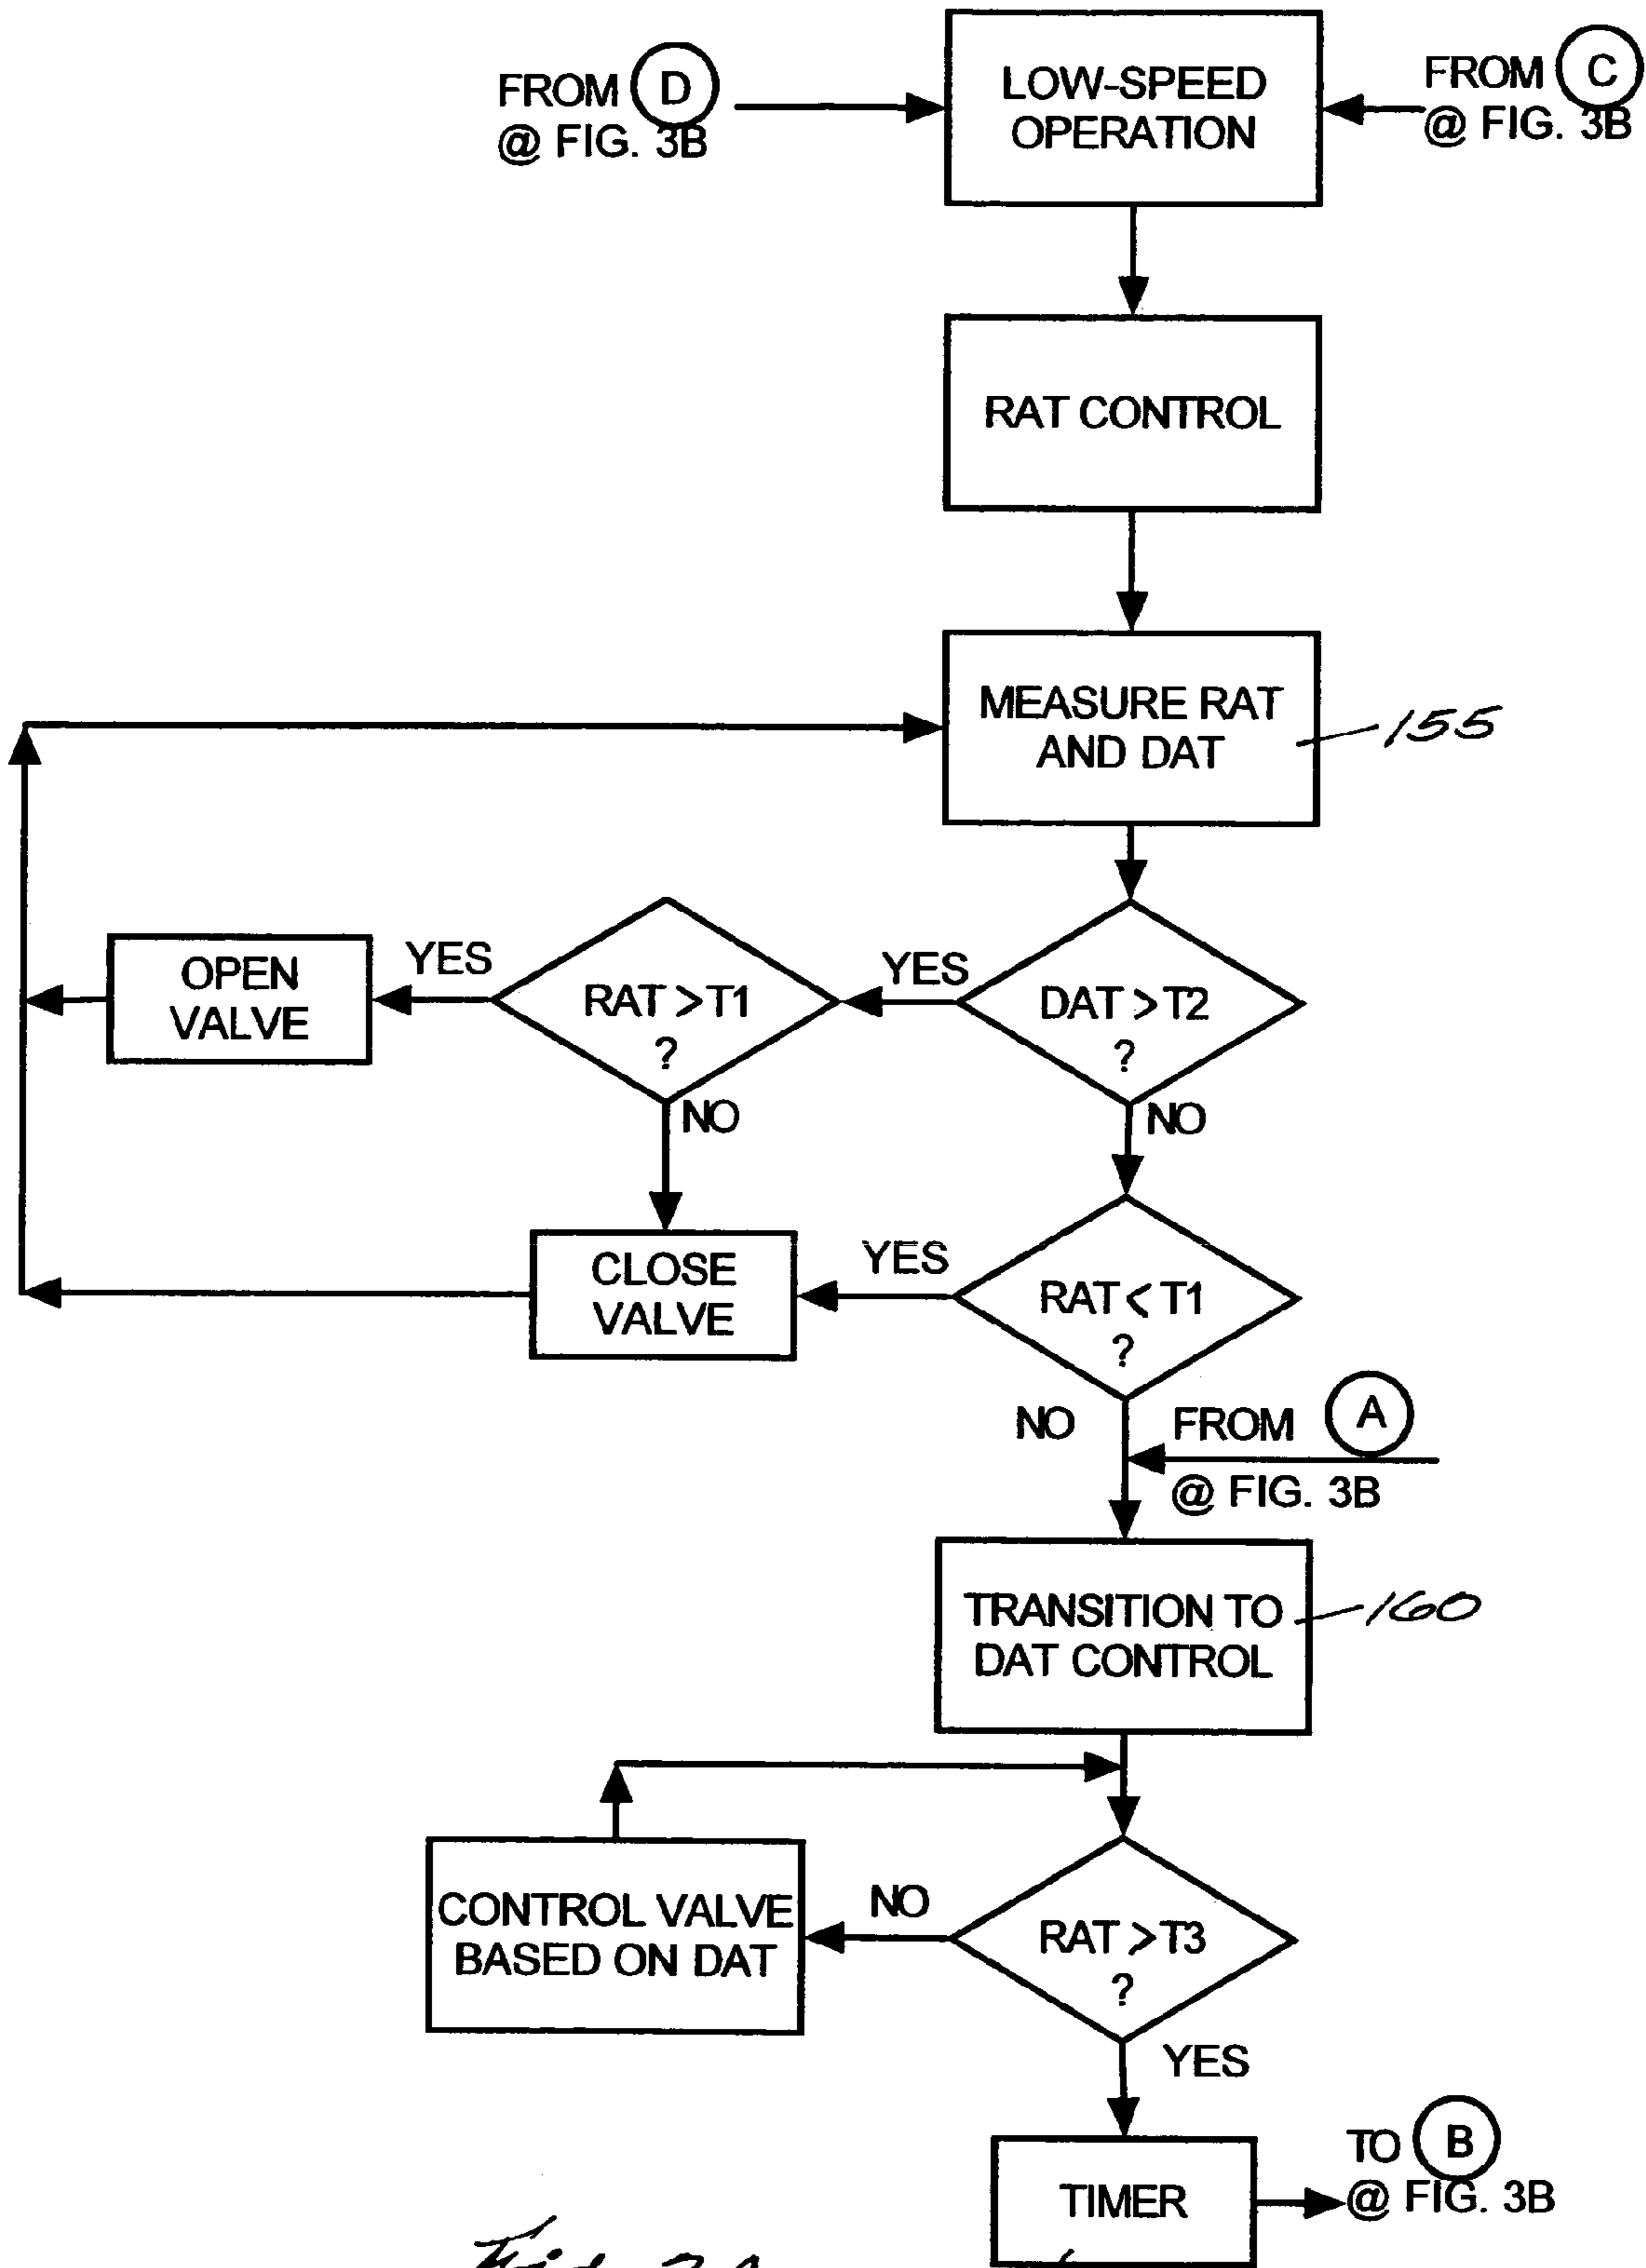 FROM D
@ FIG. 3B
LOW-SPEED
OPERATION
FROM C
@ FIG. 3B
RAT CONTROL
MEASURE RAT
AND DAT
155
OPEN
VALVE
YES
RAT > T1
?
YES
DAT > T2
?
NO
NO
CLOSE
VALVE
YES
RAT < T1
?
NO
FROM A
@ FIG. 3B
TRANSITION TO
DAT CONTROL
160
CONTROL VALVE
BASED ON DAT
NO
RAT > T3
?
YES
TIMER
TO B
@ FIG. 3B